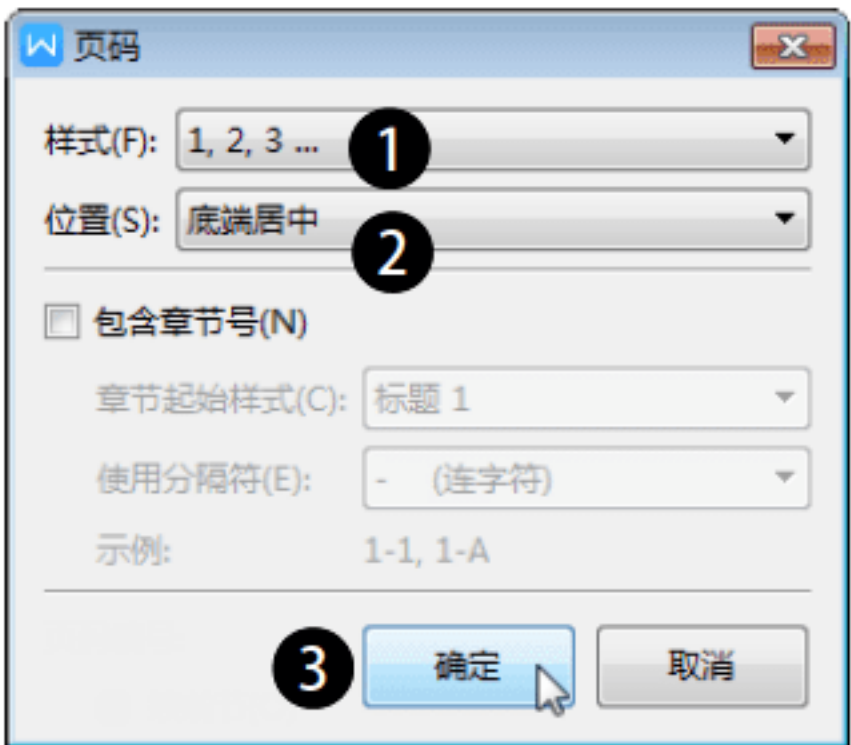 页码
样式(F): 1, 2, 3 ... 1
位置(S): 底端居中
2
包含章节号(N)
章节起始样式(C): 标题 1
使用分隔符(E): - (连字符)
示例: 1-1, 1-A
3 确定 取消